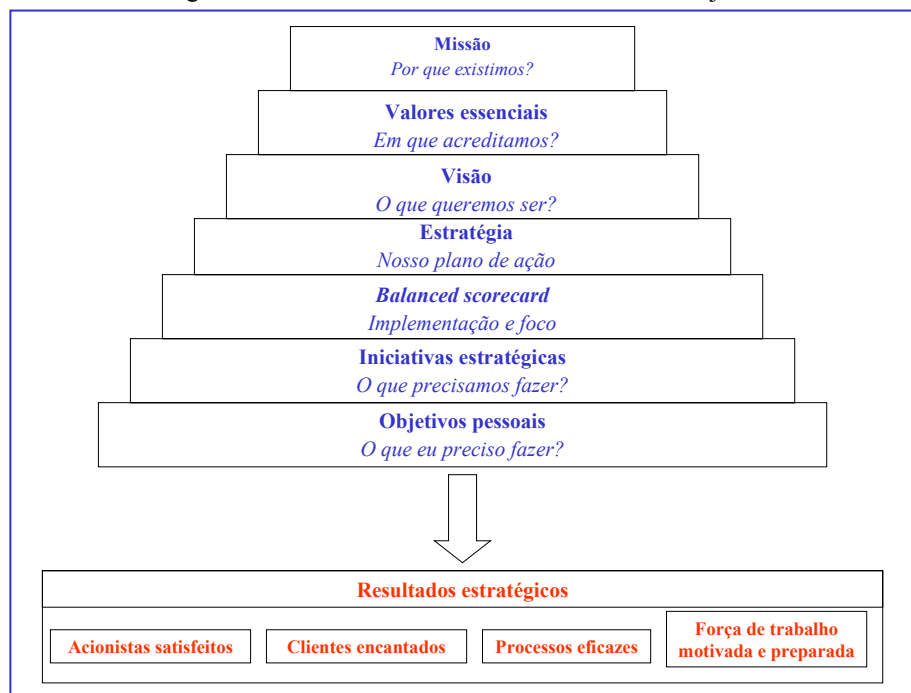 Missão
Por que existimos?
Valores essenciais
Em que acreditamos?
Visão
O que queremos ser?
Estratégia
Nosso plano de ação
Balanced scorecard
Implementação e foco
Iniciativas estratégicas
O que precisamos fazer?
Objetivos pessoais
O que eu preciso fazer?
Resultados estratégicos
Acionistas satisfeitos
Clientes encantados
Processos eficazes
Força de trabalho
motivada e preparada